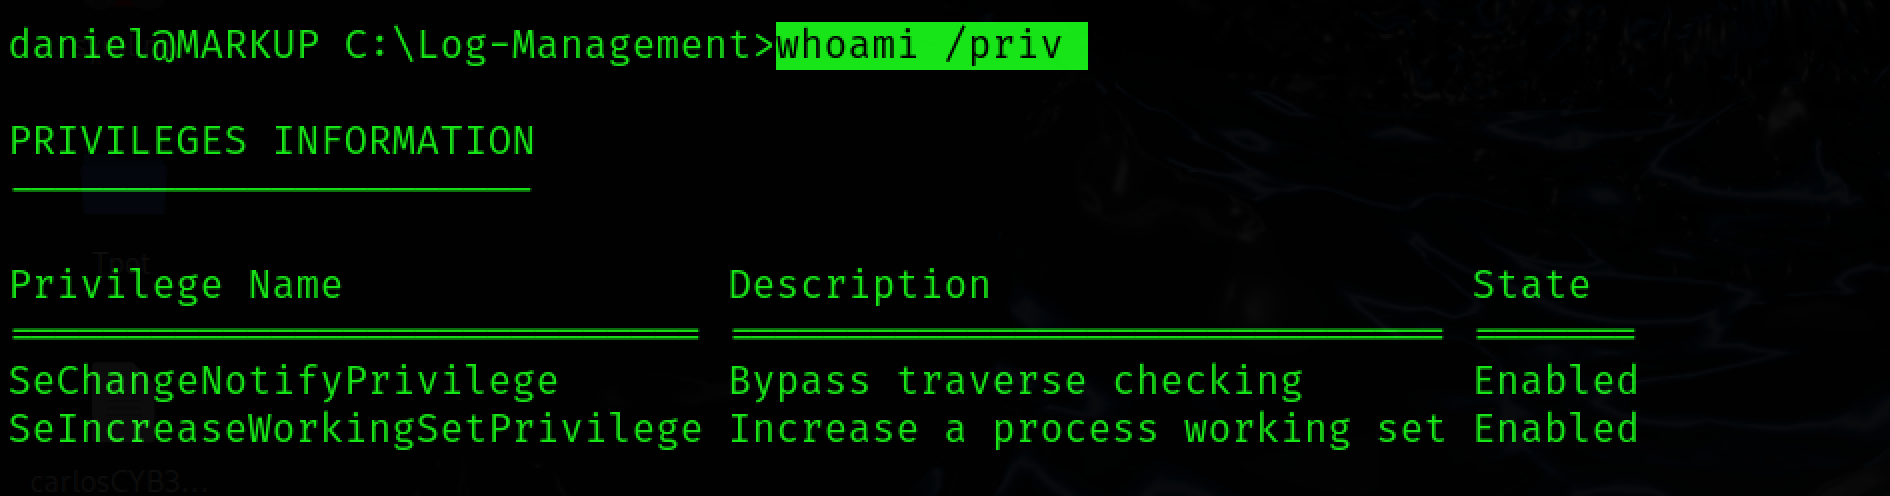 daniel@MARKUP C:\Log-Management>whoami /priv
PRIVILEGES INFORMATION
Privilege Name Description State
SeChangeNotifyPrivilege Bypass traverse checking Enabled
SeIncreaseWorkingSetPrivilege Increase a process working set Enabled
carlosCYB3...